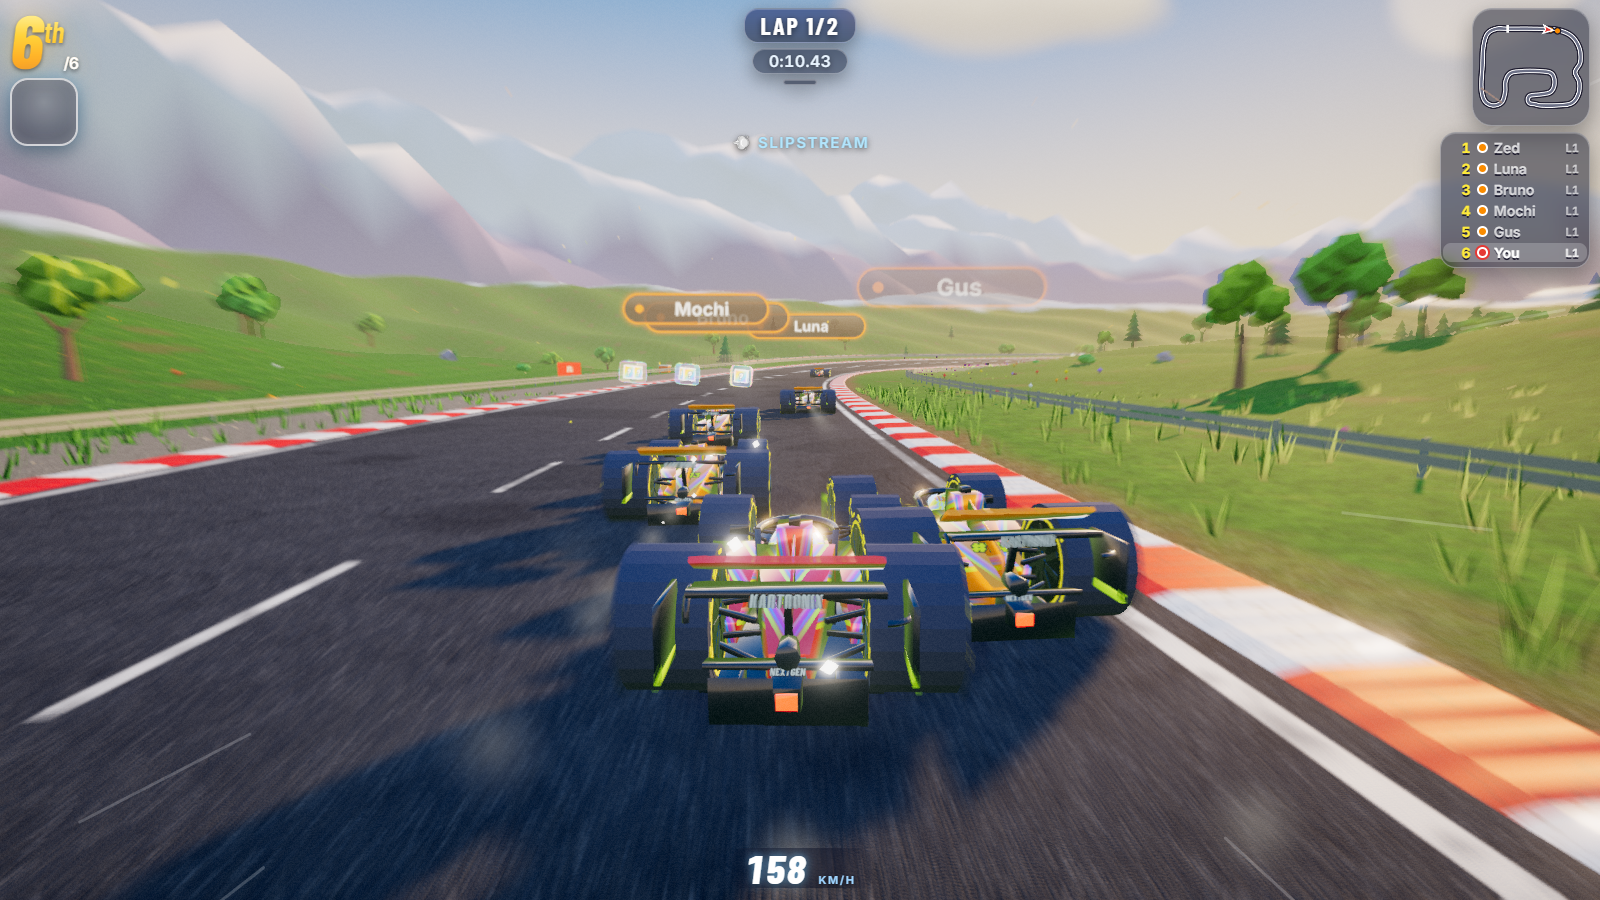 6th
/6
LAP 1/2
0:10.43
SLIPSTREAM
1 Zed L1
2 Luna L1
3 Bruno L1
4 Mochi L1
5 Gus L1
6 You L1
Gus
Mochi
Bruno
Luna
KARTRONIX
NEXTGEN
158 KM/H